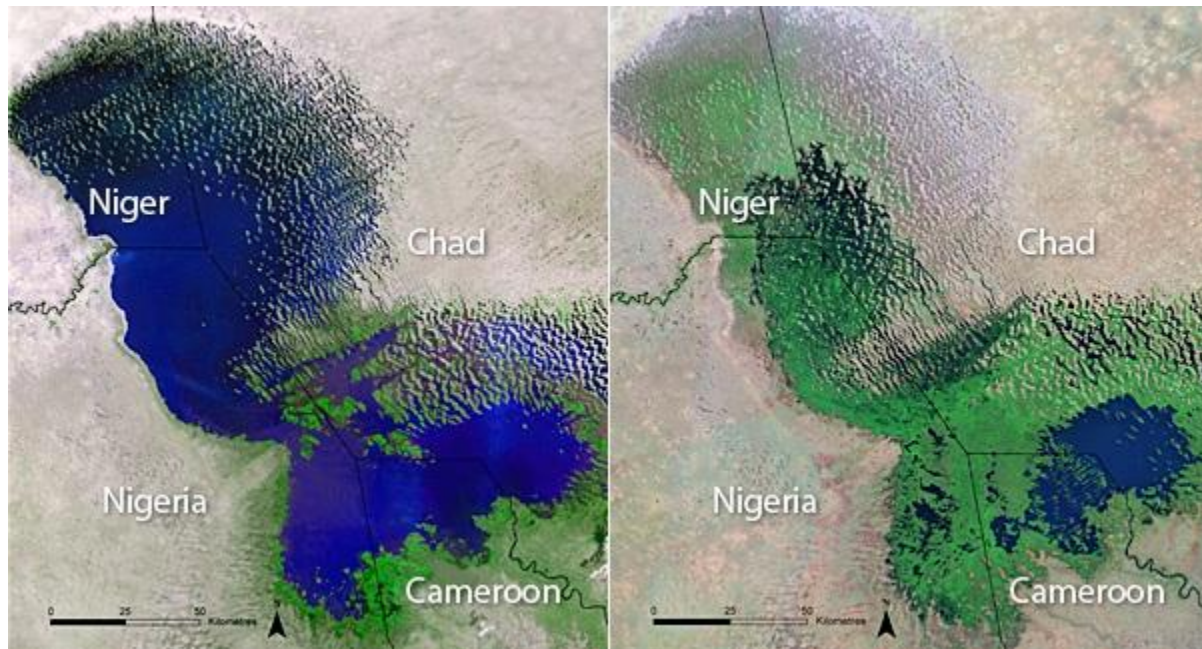 Niger
Chad
Nigeria
Cameroon
0 25 50
Kilometres
Niger
Chad
Nigeria
Cameroon
0 25 50
Kilometres